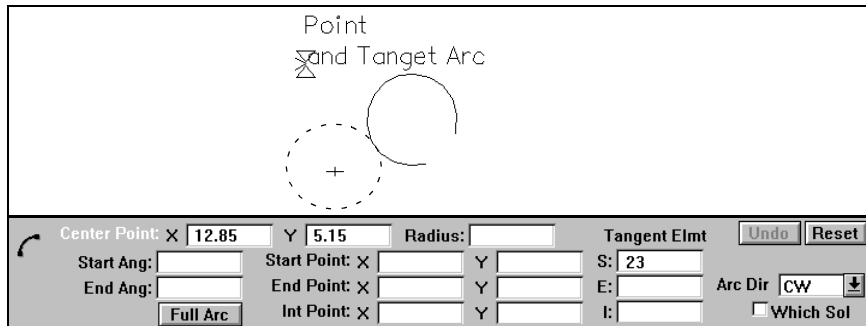 Point
and Tanget Arc
Center Point: X 12.85 Y 5.15 Radius: Tangent Elmt Undo Reset
Start Ang: Start Point: X Y S: 23
End Ang: End Point: X Y E: Arc Dir CW
Full Arc Int Point: X Y I: Which Sol